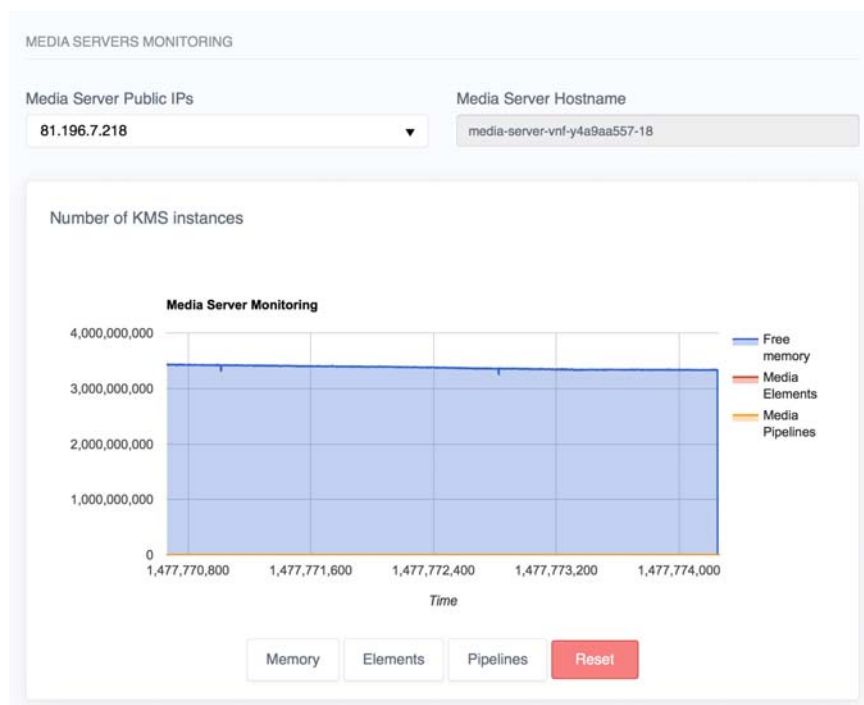 MEDIA SERVERS MONITORING
Media Server Public IPs
Media Server Hostname
81.196.7.218
media-server-vnf-y4a9aa557-18
Number of KMS instances
Media Server Monitoring
4,000,000,000
3,000,000,000
2,000,000,000
1,000,000,000
0
Free
memory
Media
Elements
Media
Pipelines
1,477,770,800
1,477,771,600
1,477,772,400
1,477,773,200
1,477,774,000
Time
Memory
Elements
Pipelines
Reset